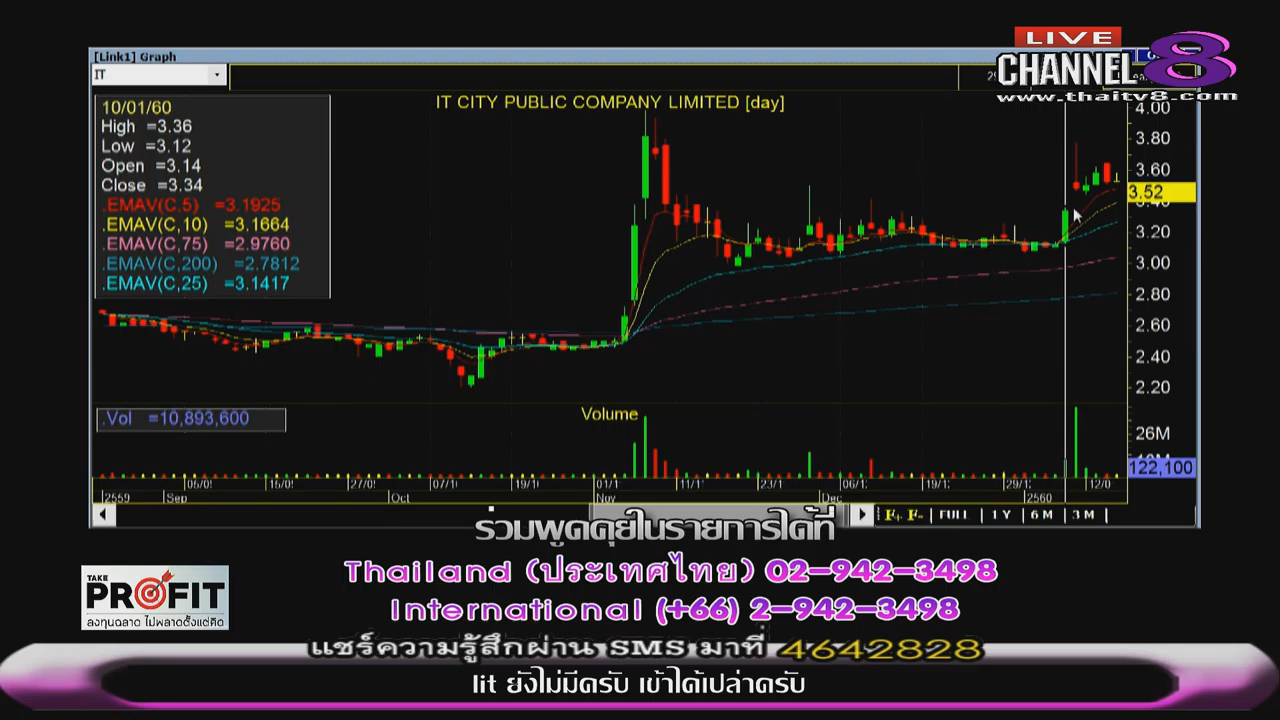 LIVE
CHANNEL 8
www.thaitv8.com
[Link1] Graph
IT
IT CITY PUBLIC COMPANY LIMITED [day]
10/01/60
High =3.36
Low =3.12
Open =3.14
Close =3.34
.EMAV(C,5) =3.1925
.EMAV(C,10) =3.1664
.EMAV(C,75) =2.9760
.EMAV(C,200) =2.7812
.EMAV(C,25) =3.1417
4.00
3.80
3.60
3.52
3.20
3.00
2.80
2.60
2.40
2.20
.Vol =10,893,600
Volume
26M
122,100
2559 Sep Oct Nov Dec 2560
F+ F- FULL 1 Y 6 M 3 M
ร่วมพูดคุยในรายการได้ที่
Thailand (ประเทศไทย) 02-942-3498
International (+66) 2-942-3498
TAKE
PROFIT
ลงทุนฉลาด ไม่พลาดตั้งแต่คิด
แชร์ความรู้สึกผ่าน SMS มาที่ 4642828
lit ยังไม่มีครับ เข้าได้เปล่าครับ